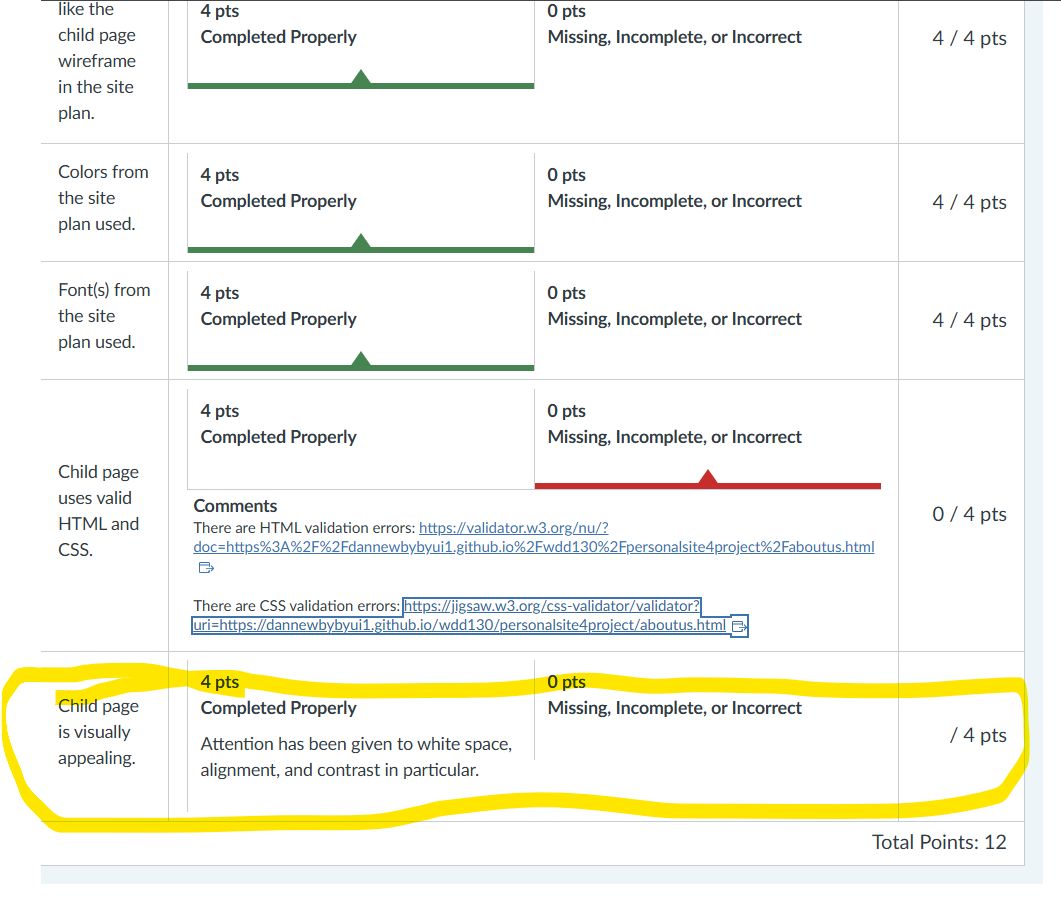 like the
child page
wireframe
in the site
plan.
4 pts
Completed Properly
0 pts
Missing, Incomplete, or Incorrect
4 / 4 pts
Colors from
the site
plan used.
4 pts
Completed Properly
0 pts
Missing, Incomplete, or Incorrect
4 / 4 pts
Font(s) from
the site
plan used.
4 pts
Completed Properly
0 pts
Missing, Incomplete, or Incorrect
4 / 4 pts
Child page
uses valid
HTML and
CSS.
4 pts
Completed Properly
0 pts
Missing, Incomplete, or Incorrect
Comments
There are HTML validation errors: https://validator.w3.org/nu/?
doc=https%3A%2F%2Fdannewbybyui1.github.io%2Fwdd130%2Fpersonalsite4project%2Faboutus.html
There are CSS validation errors: https://jigsaw.w3.org/css-validator/validator?
uri=https://dannewbybyui1.github.io/wdd130/personalsite4project/aboutus.html
0 / 4 pts
Child page
is visually
appealing.
4 pts
Completed Properly
Attention has been given to white space,
alignment, and contrast in particular.
0 pts
Missing, Incomplete, or Incorrect
/ 4 pts
Total Points: 12